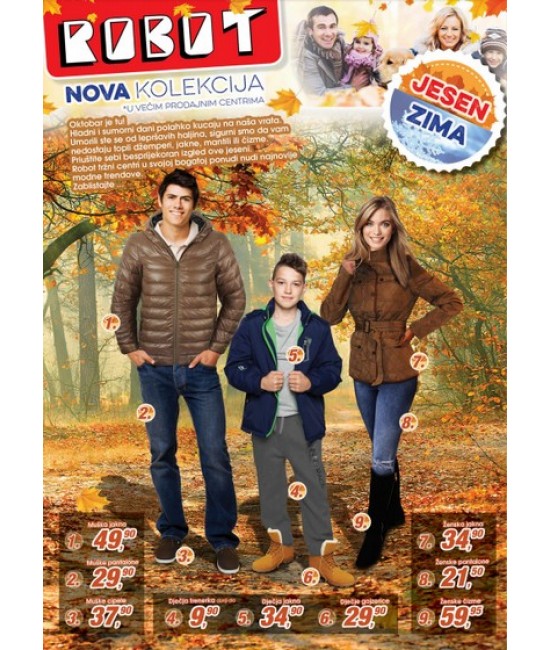 ROBOT
NOVA KOLEKCIJA
*U VEĆIM PRODAJNIM CENTRIMA
JESEN
ZIMA
Oktobar je tu!
Hladni i sumorni dani polahko kucaju na naša vrata.
Umorili ste se od lepršavih haljina, sigurni smo da vam
nedostaju topli džemperi, jakne, mantili ili čizme.
Priuštite sebi besprijekoran izgled ove jeseni.
Robot tržni centri u svojoj bogatoj ponudi nudi najnovije
modne trendove.
Zablistajte...
1.
2.
3.
4.
5.
6.
7.
8.
9.
Muška jakna
1. 49,90
Muške pantalone
2. 29,90
Muške cipele
3. 37,90
Dječja trenerka
4. 9,90
Dječja jakna
5. 34,90
Dječje gojzerice
6. 29,90
Ženska jakna
7. 34,90
Ženske pantalone
8. 21,50
Ženske čizme
9. 59,95